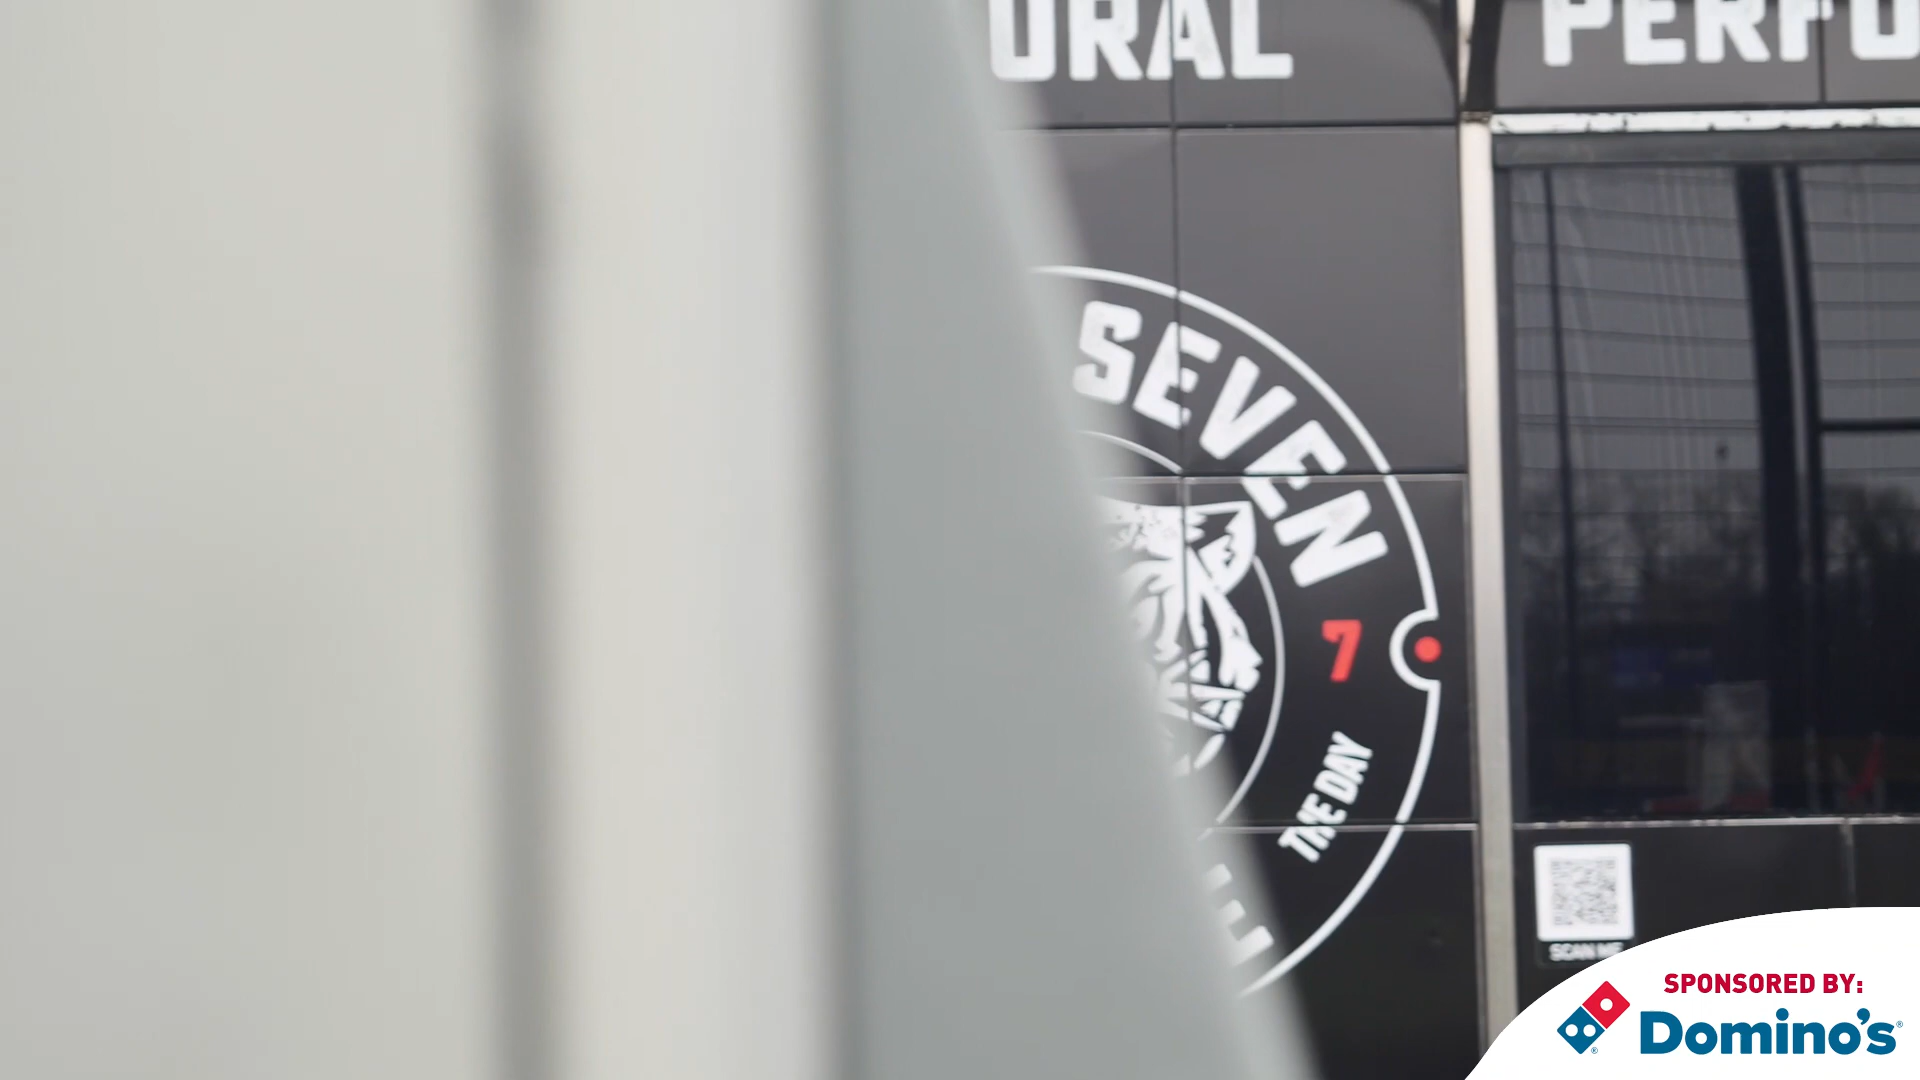 URAL
PERFO
SEVEN
7
THE DAY
SCAN ME
SPONSORED BY:
Domino's